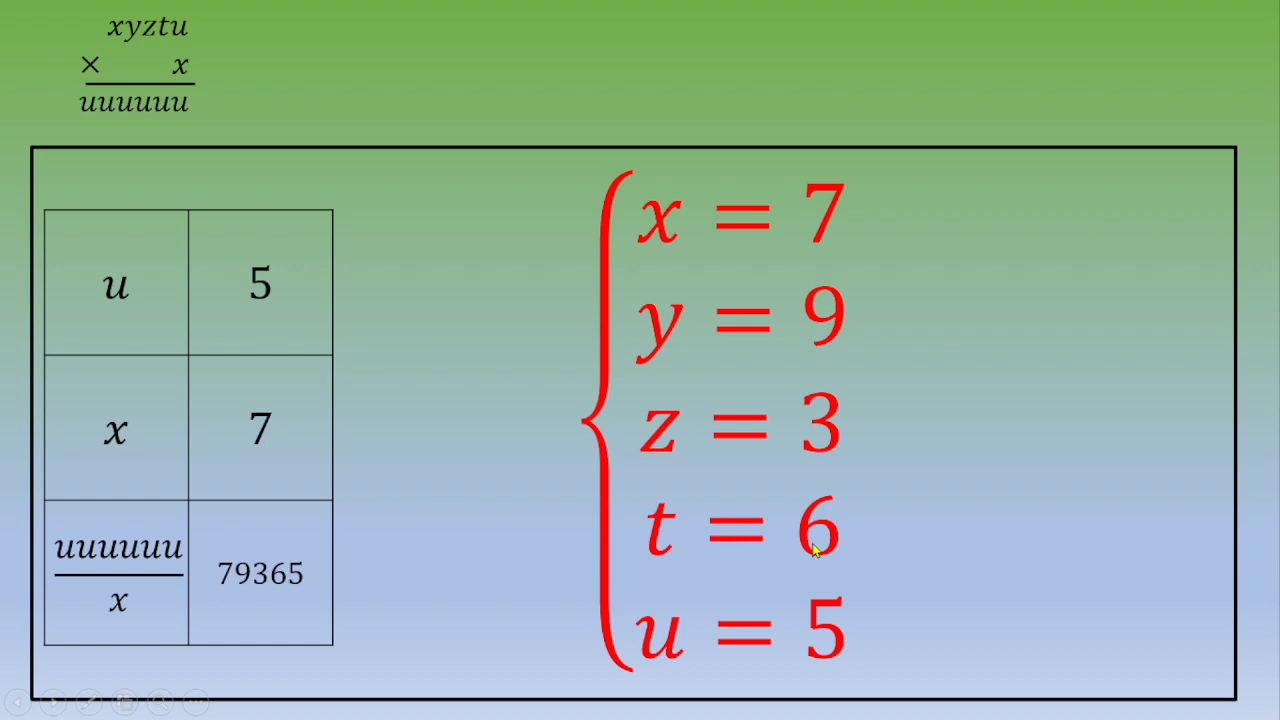 xyztu
× x
uuuuuu
u 5
x 7
uuuuuu
x
79365
x = 7
y = 9
z = 3
t = 6
u = 5